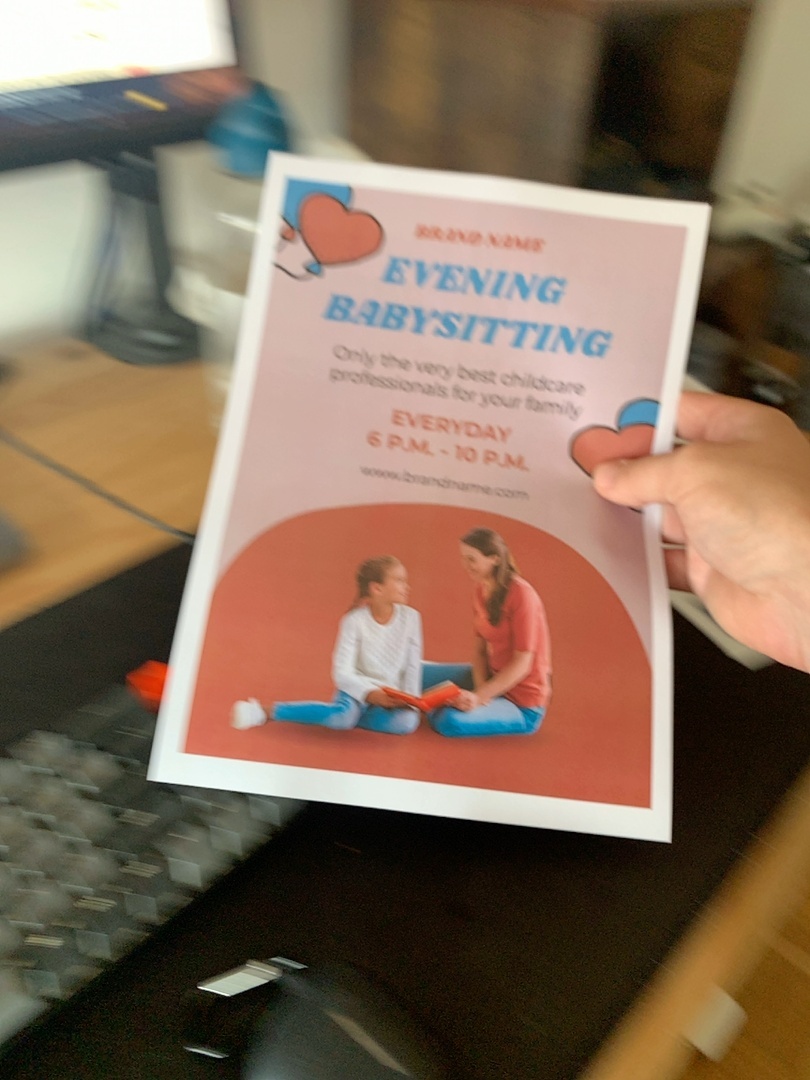 BRAND NAME
EVENING
BABYSITTING
Only the very best childcare
professionals for your family
EVERYDAY
6 P.M. - 10 P.M.
www.brandname.com